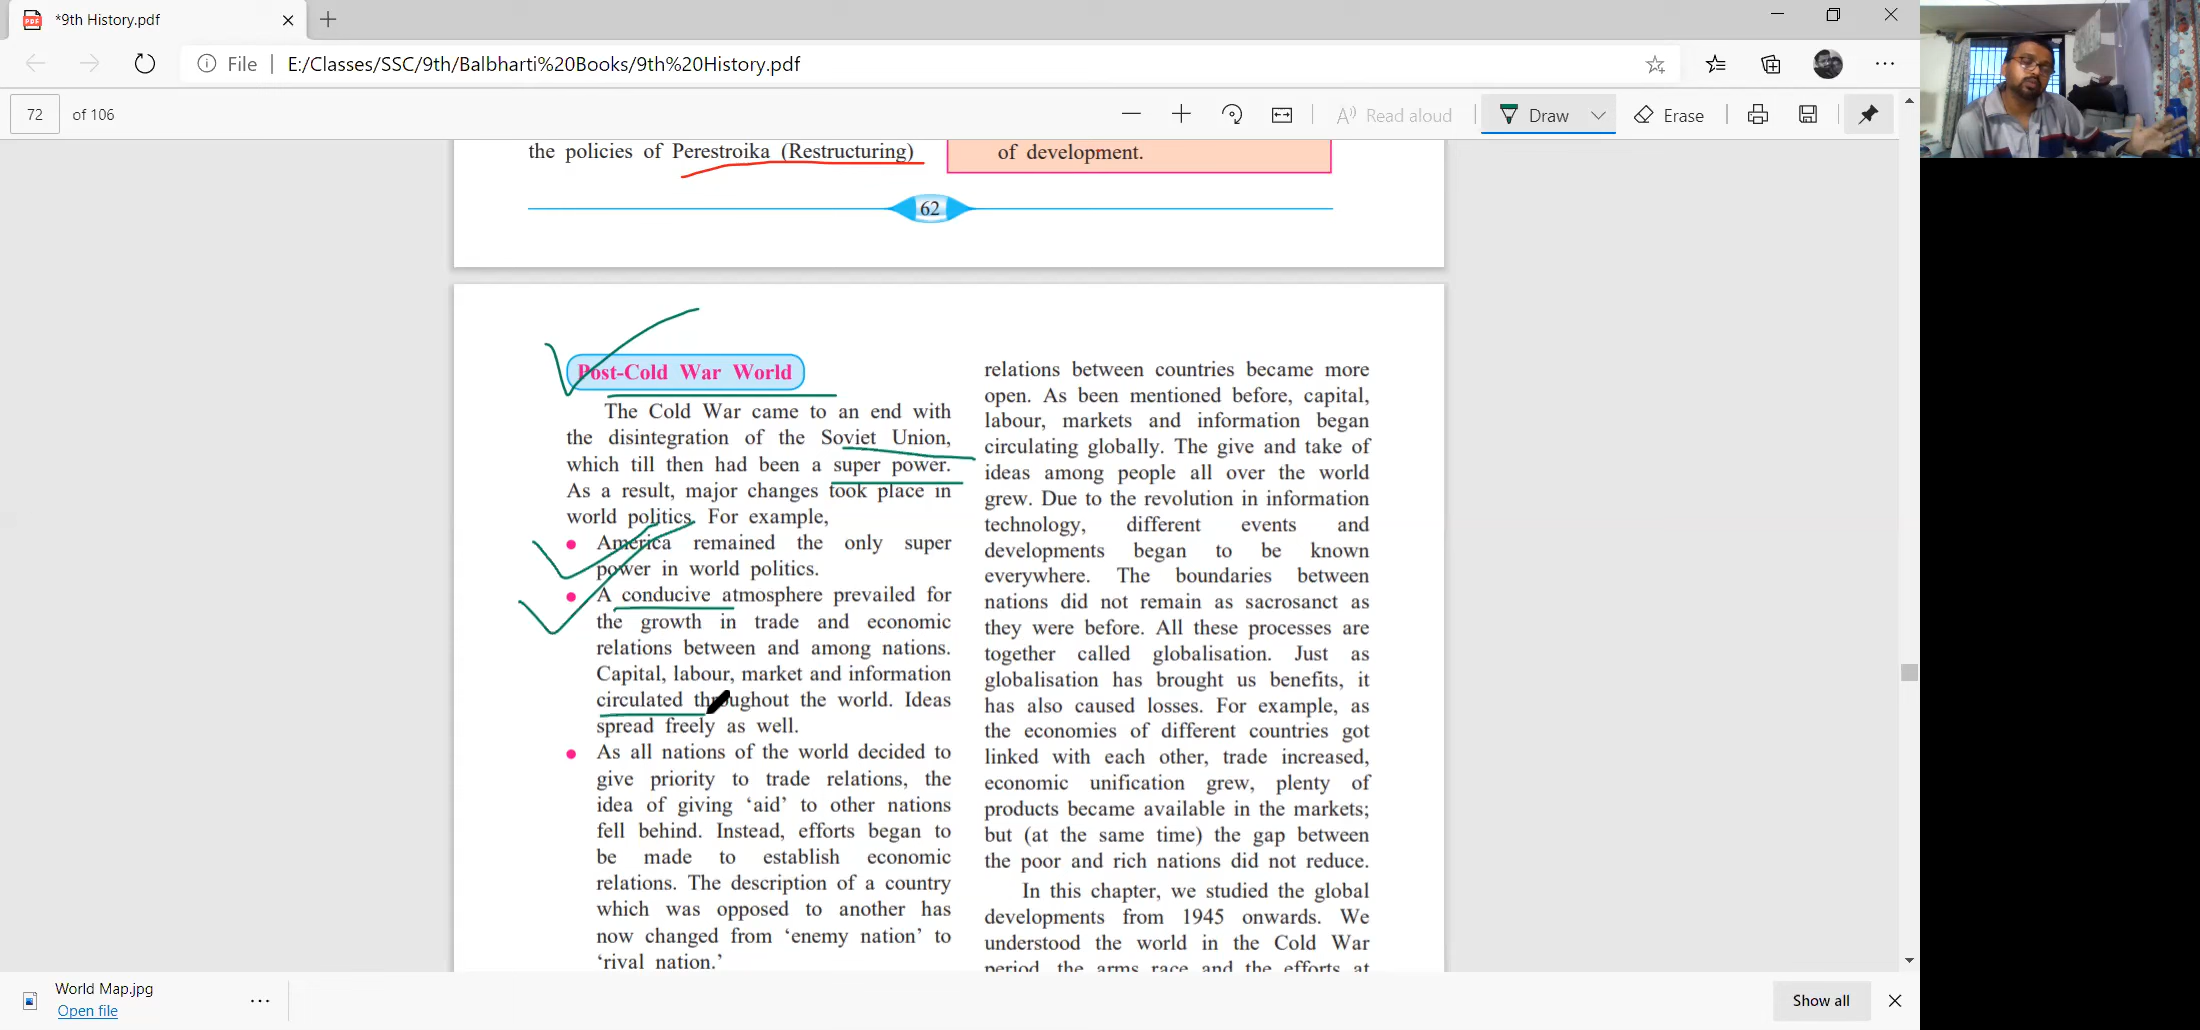 *9th History.pdf
File
E:/Classes/SSC/9th/Balbharti%20Books/9th%20History.pdf
72
of 106
Read aloud
Draw
Erase
the policies of Perestroika (Restructuring)
of development.
62
Post-Cold War World
The Cold War came to an end with
the disintegration of the Soviet Union,
which till then had been a super power.
As a result, major changes took place in
world politics. For example,
• America remained the only super
power in world politics.
• A conducive atmosphere prevailed for
the growth in trade and economic
relations between and among nations.
Capital, labour, market and information
circulated throughout the world. Ideas
spread freely as well.
• As all nations of the world decided to
give priority to trade relations, the
idea of giving ‘aid’ to other nations
fell behind. Instead, efforts began to
be made to establish economic
relations. The description of a country
which was opposed to another has
now changed from ‘enemy nation’ to
‘rival nation.’
relations between countries became more
open. As been mentioned before, capital,
labour, markets and information began
circulating globally. The give and take of
ideas among people all over the world
grew. Due to the revolution in information
technology, different events and
developments began to be known
everywhere. The boundaries between
nations did not remain as sacrosanct as
they were before. All these processes are
together called globalisation. Just as
globalisation has brought us benefits, it
has also caused losses. For example, as
the economies of different countries got
linked with each other, trade increased,
economic unification grew, plenty of
products became available in the markets;
but (at the same time) the gap between
the poor and rich nations did not reduce.
In this chapter, we studied the global
developments from 1945 onwards. We
understood the world in the Cold War
period, the arms race and the efforts at
World Map.jpg
Open file
Show all